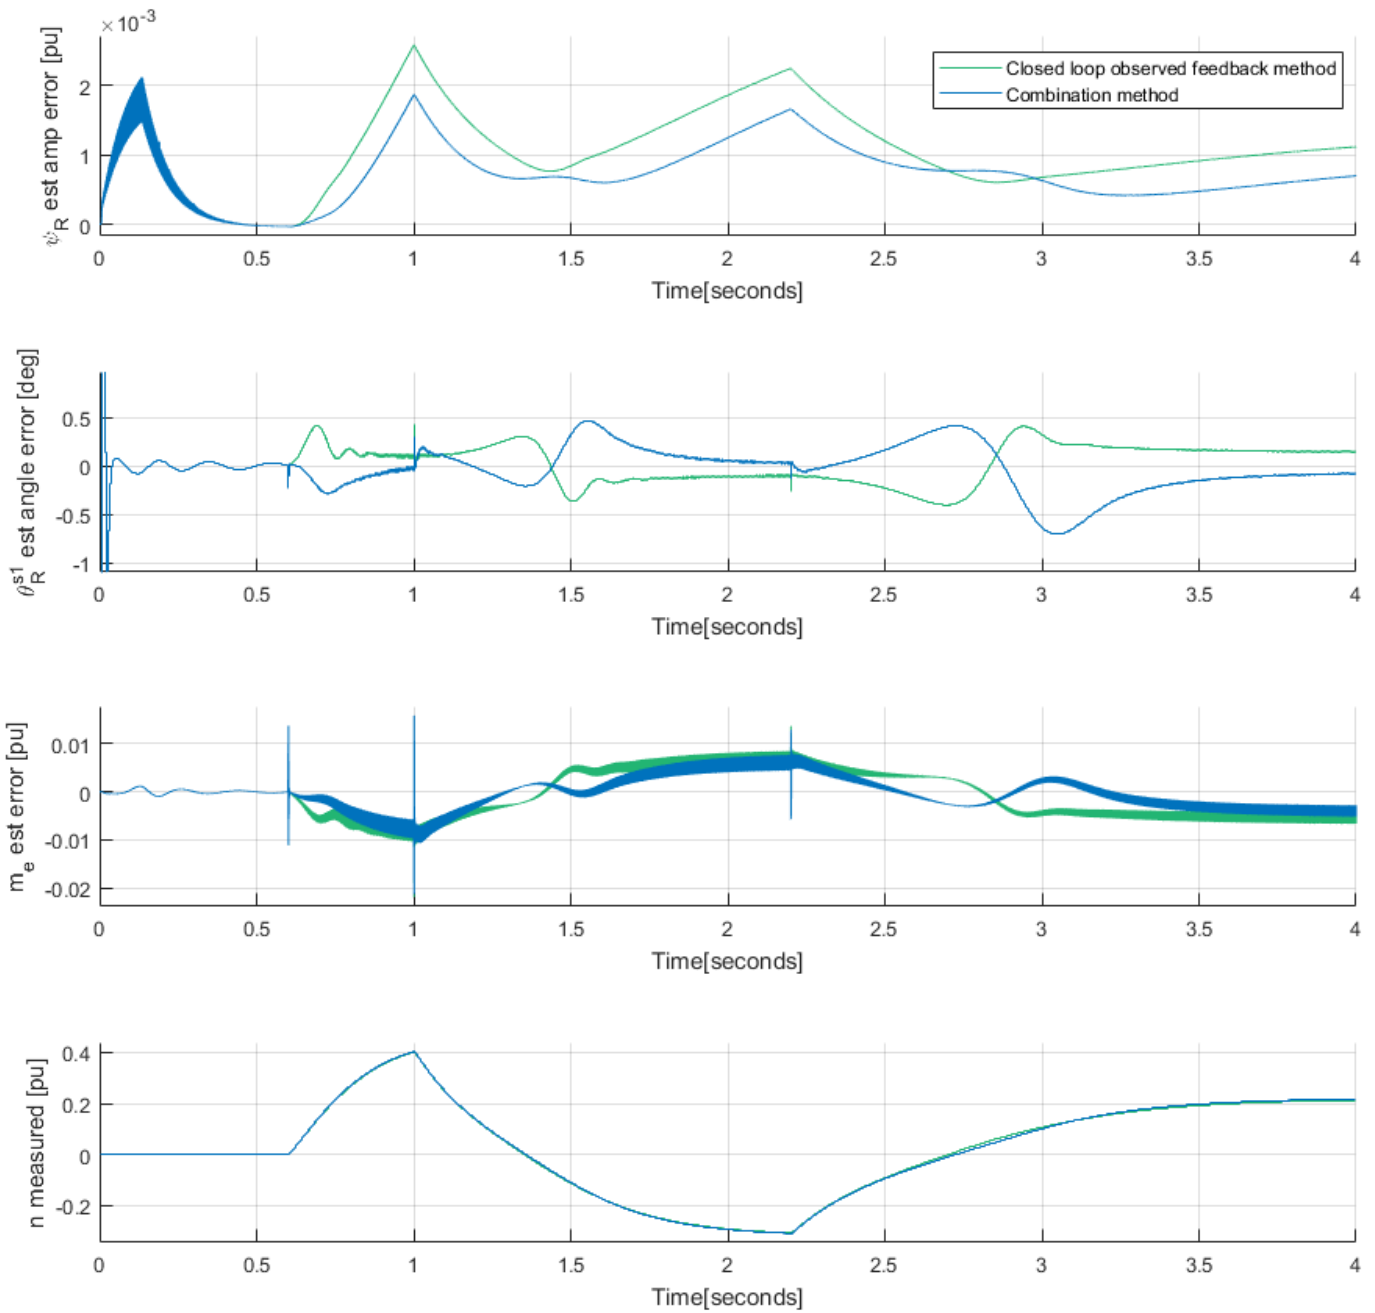 ×10⁻³
ψ_R est amp error [pu]
2
1
0
Closed loop observed feedback method
Combination method
0 0.5 1 1.5 2 2.5 3 3.5 4
Time[seconds]
θ_R^s1 est angle error [deg]
0.5
0
-0.5
-1
0 0.5 1 1.5 2 2.5 3 3.5 4
Time[seconds]
m_e est error [pu]
0.01
0
-0.01
-0.02
0 0.5 1 1.5 2 2.5 3 3.5 4
Time[seconds]
n measured [pu]
0.4
0.2
0
-0.2
0 0.5 1 1.5 2 2.5 3 3.5 4
Time[seconds]